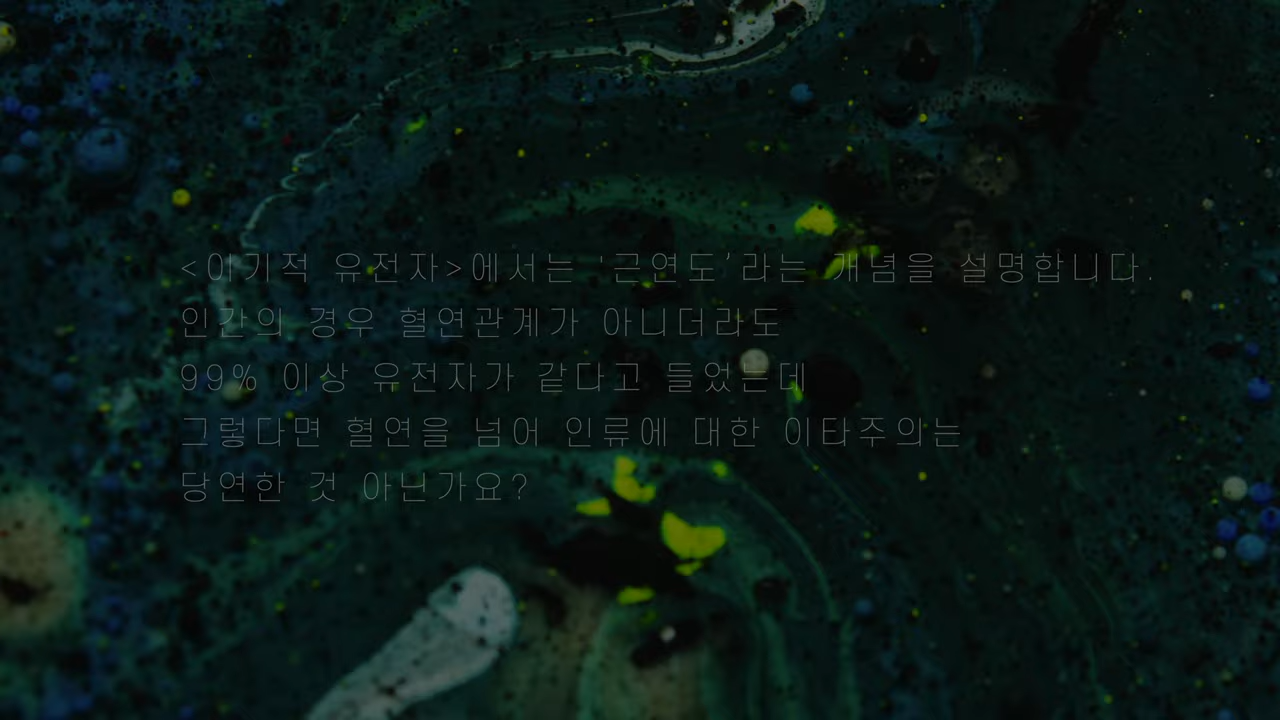 <이기적 유전자>에서는 '근연도'라는 개념을 설명합니다.
인간의 경우 혈연관계가 아니더라도
99% 이상 유전자가 같다고 들었는데
그렇다면 혈연을 넘어 인류에 대한 이타주의는
당연한 것 아닌가요?